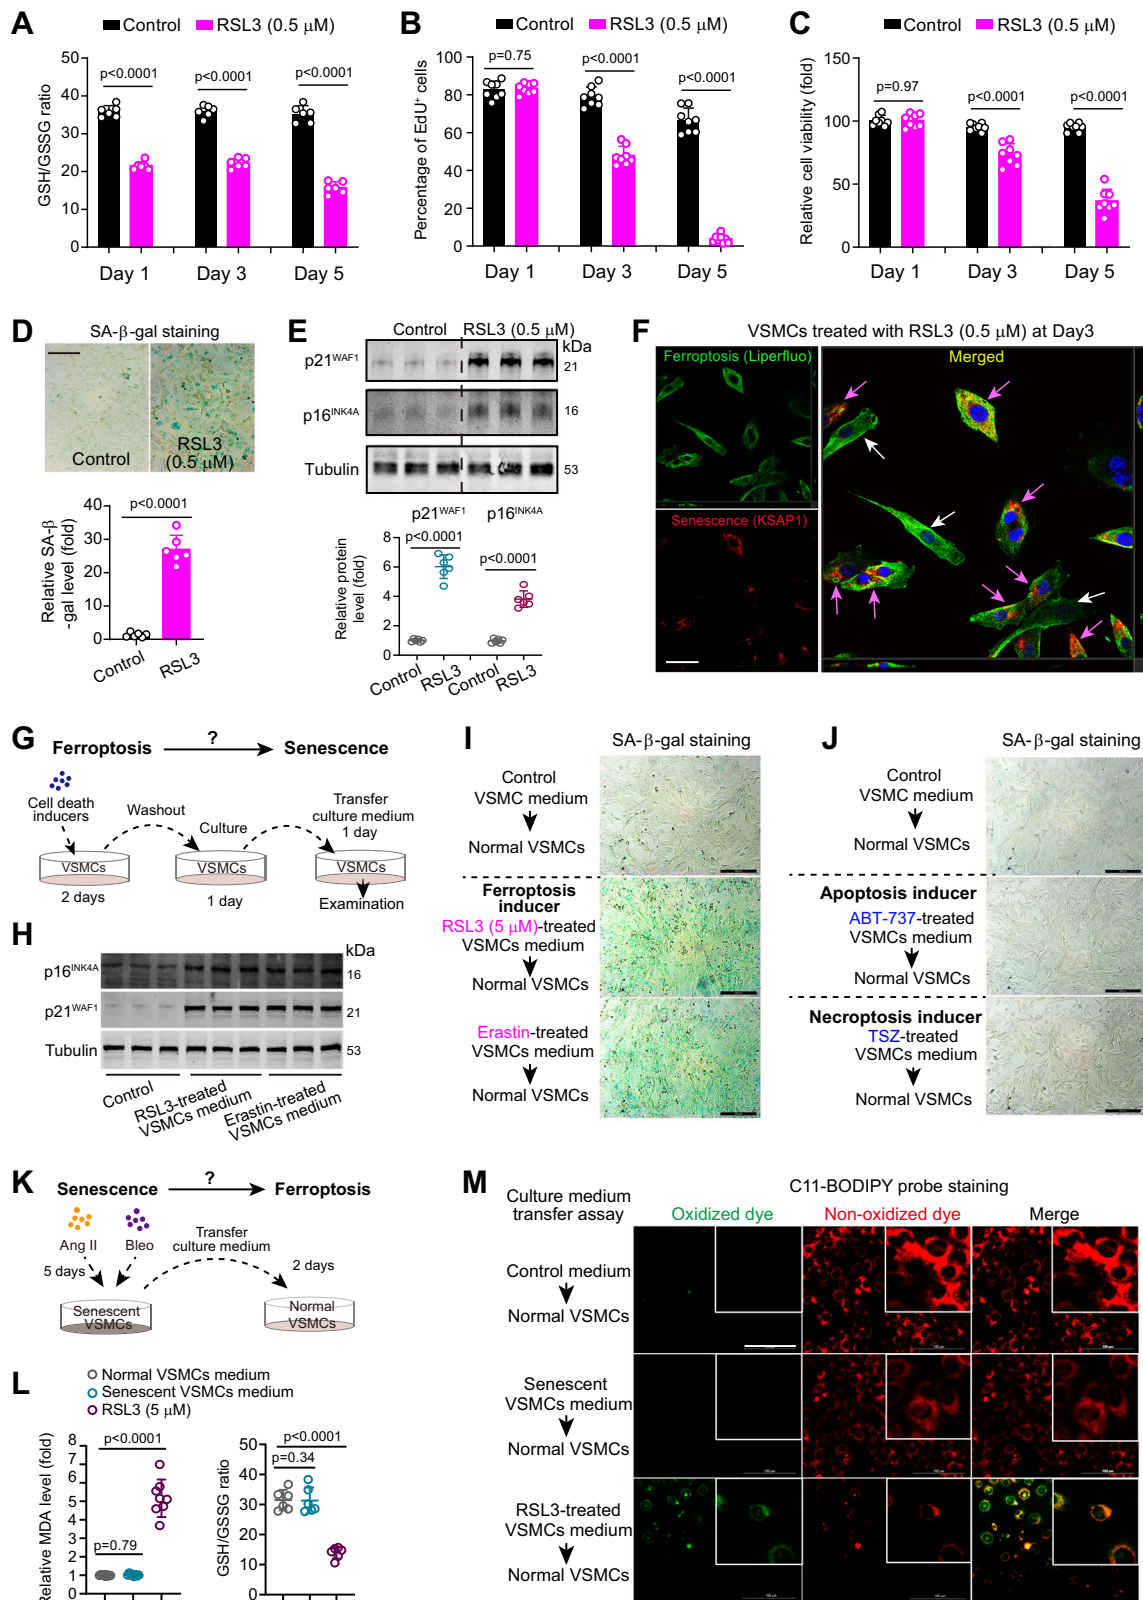 A
Control RSL3 (0.5 μM)
GSH/GSSG ratio
50
40
30
20
10
0
p<0.0001
p<0.0001
p<0.0001
Day 1
Day 3
Day 5
B
Control RSL3 (0.5 μM)
Percentage of EdU⁺ cells
100
80
60
40
20
0
p=0.75
p<0.0001
p<0.0001
Day 1
Day 3
Day 5
C
Control RSL3 (0.5 μM)
Relative cell viability (fold)
150
100
50
0
p=0.97
p<0.0001
p<0.0001
Day 1
Day 3
Day 5
D
SA-β-gal staining
Control
RSL3
(0.5 μM)
Relative SA-β
-gal level (fold)
40
30
20
10
0
p<0.0001
Control
RSL3
E
Control RSL3 (0.5 μM)
kDa
p21ᵂᴬᶠ¹
21
p16ᴵᴺᴷ⁴ᴬ
16
Tubulin
53
p21ᵂᴬᶠ¹
p16ᴵᴺᴷ⁴ᴬ
Relative protein
level (fold)
8
6
4
2
0
p<0.0001
p<0.0001
Control
RSL3
Control
RSL3
F
VSMCs treated with RSL3 (0.5 μM) at Day3
Ferroptosis (Liperfluo)
Merged
Senescence (KSAP1)
G
Ferroptosis
?
Senescence
Cell death
inducers
Washout
Culture
Transfer
culture medium
1 day
VSMCs
VSMCs
VSMCs
2 days
1 day
Examination
H
kDa
p16ᴵᴺᴷ⁴ᴬ
16
p21ᵂᴬᶠ¹
21
Tubulin
53
Control
RSL3-treated
VSMCs medium
Erastin-treated
VSMCs medium
I
SA-β-gal staining
Control
VSMC medium
Normal VSMCs
Ferroptosis
inducer
RSL3 (5 μM)-treated
VSMCs medium
Normal VSMCs
Erastin-treated
VSMCs medium
Normal VSMCs
J
SA-β-gal staining
Control
VSMC medium
Normal VSMCs
Apoptosis inducer
ABT-737-treated
VSMCs medium
Normal VSMCs
Necroptosis inducer
TSZ-treated
VSMCs medium
Normal VSMCs
K
Senescence
?
Ferroptosis
Ang II
Bleo
5 days
Transfer
culture medium
2 days
Senescent
VSMCs
Normal
VSMCs
L
Normal VSMCs medium
Senescent VSMCs medium
RSL3 (5 μM)
Relative MDA level (fold)
8
7
6
5
4
3
2
1
0
p<0.0001
p=0.79
GSH/GSSG ratio
50
40
30
20
10
0
p<0.0001
p=0.34
M
Culture medium
transfer assay
C11-BODIPY probe staining
Oxidized dye
Non-oxidized dye
Merge
Control medium
Normal VSMCs
Senescent
VSMCs medium
Normal VSMCs
RSL3-treated
VSMCs medium
Normal VSMCs